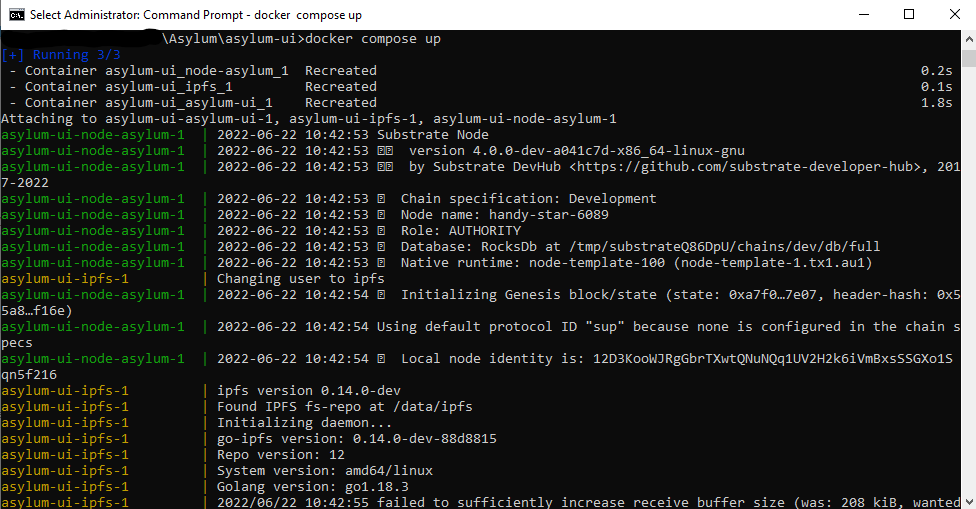 Select Administrator: Command Prompt - docker  compose up
\Asylum\asylum-ui>docker compose up
[+] Running 3/3
 - Container asylum-ui_node-asylum_1  Recreated                                                                    0.2s
 - Container asylum-ui_ipfs_1         Recreated                                                                    0.1s
 - Container asylum-ui_asylum-ui_1    Recreated                                                                    1.8s
Attaching to asylum-ui-asylum-ui-1, asylum-ui-ipfs-1, asylum-ui-node-asylum-1
asylum-ui-node-asylum-1  | 2022-06-22 10:42:53 Substrate Node
asylum-ui-node-asylum-1  | 2022-06-22 10:42:53   version 4.0.0-dev-a041c7d-x86_64-linux-gnu
asylum-ui-node-asylum-1  | 2022-06-22 10:42:53   by Substrate DevHub <https://github.com/substrate-developer-hub>, 201
7-2022
asylum-ui-node-asylum-1  | 2022-06-22 10:42:53   Chain specification: Development
asylum-ui-node-asylum-1  | 2022-06-22 10:42:53   Node name: handy-star-6089
asylum-ui-node-asylum-1  | 2022-06-22 10:42:53   Role: AUTHORITY
asylum-ui-node-asylum-1  | 2022-06-22 10:42:53   Database: RocksDb at /tmp/substrateQ86DpU/chains/dev/db/full
asylum-ui-node-asylum-1  | 2022-06-22 10:42:53   Native runtime: node-template-100 (node-template-1.tx1.au1)
asylum-ui-ipfs-1         | Changing user to ipfs
asylum-ui-node-asylum-1  | 2022-06-22 10:42:54   Initializing Genesis block/state (state: 0xa7f0…7e07, header-hash: 0x5
5a8…f16e)
asylum-ui-node-asylum-1  | 2022-06-22 10:42:54 Using default protocol ID "sup" because none is configured in the chain s
pecs
asylum-ui-node-asylum-1  | 2022-06-22 10:42:54   Local node identity is: 12D3KooWJRgGbrTXwtQNuNQq1UV2H2k6iVmBxsSSGXo1S
qn5f216
asylum-ui-ipfs-1         | ipfs version 0.14.0-dev
asylum-ui-ipfs-1         | Found IPFS fs-repo at /data/ipfs
asylum-ui-ipfs-1         | Initializing daemon...
asylum-ui-ipfs-1         | go-ipfs version: 0.14.0-dev-88d8815
asylum-ui-ipfs-1         | Repo version: 12
asylum-ui-ipfs-1         | System version: amd64/linux
asylum-ui-ipfs-1         | Golang version: go1.18.3
asylum-ui-ipfs-1         | 2022/06/22 10:42:55 failed to sufficiently increase receive buffer size (was: 208 kiB, wanted